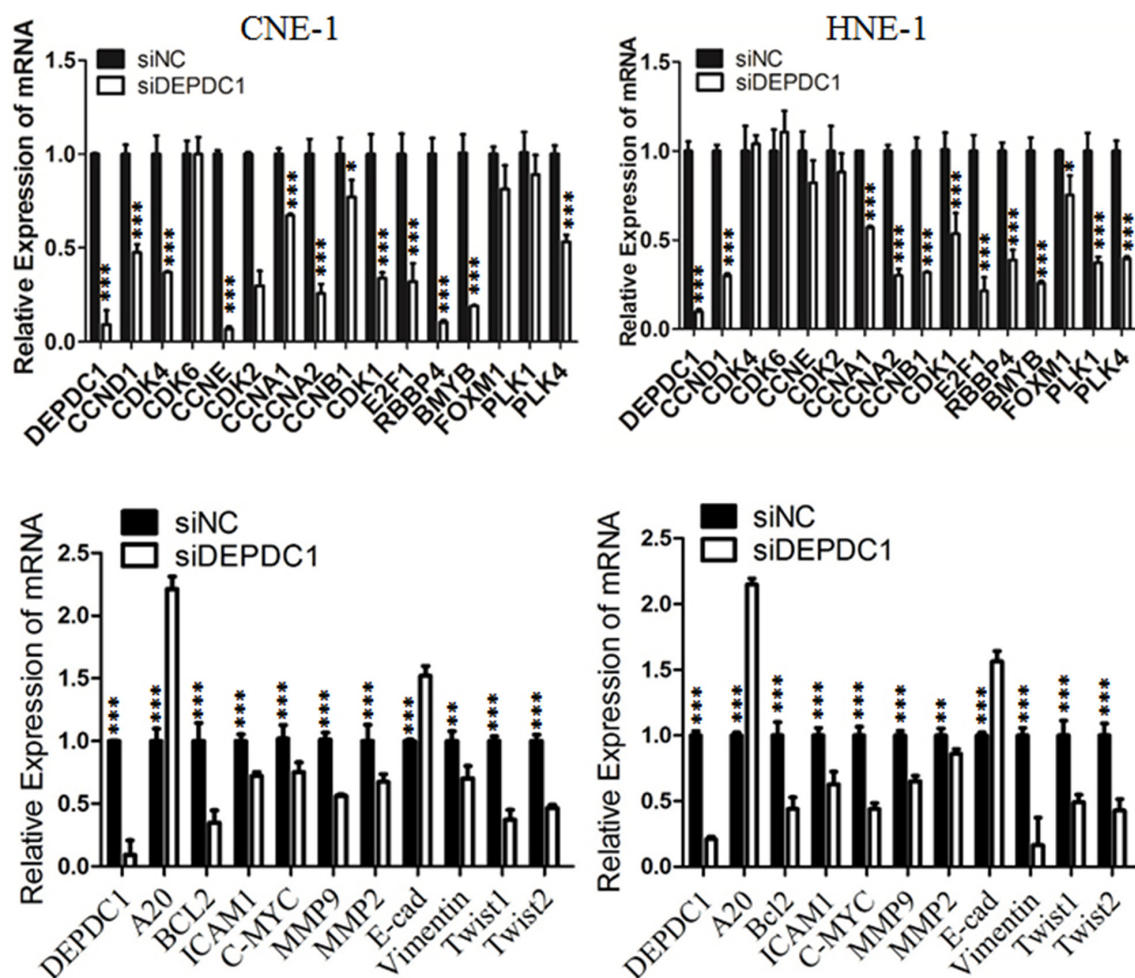 CNE-1
HNE-1
Relative Expression of mRNA
siNC
siDEPDC1
1.5
1.0
0.5
0.0
***
***
***
***
***
***
*
***
***
***
***
***
DEPDC1
CCND1
CDK4
CDK6
CCNE
CDK2
CCNA1
CCNA2
CCNB1
CDK1
E2F1
RBBP4
BMYB
FOXM1
PLK1
PLK4
Relative Expression of mRNA
siNC
siDEPDC1
1.5
1.0
0.5
0.0
***
***
***
***
***
***
***
***
***
*
***
***
DEPDC1
CCND1
CDK4
CDK6
CCNE
CDK2
CCNA1
CCNA2
CCNB1
CDK1
E2F1
RBBP4
BMYB
FOXM1
PLK1
PLK4
Relative Expression of mRNA
siNC
siDEPDC1
2.5
2.0
1.5
1.0
0.5
0.0
***
***
***
***
***
***
***
***
**
***
***
DEPDC1
A20
BCL2
ICAM1
C-MYC
MMP9
MMP2
E-cad
Vimentin
Twist1
Twist2
Relative Expression of mRNA
siNC
siDEPDC1
2.5
2.0
1.5
1.0
0.5
0.0
***
***
***
***
***
***
**
***
***
***
***
DEPDC1
A20
Bcl2
ICAM1
C-MYC
MMP9
MMP2
E-cad
Vimentin
Twist1
Twist2